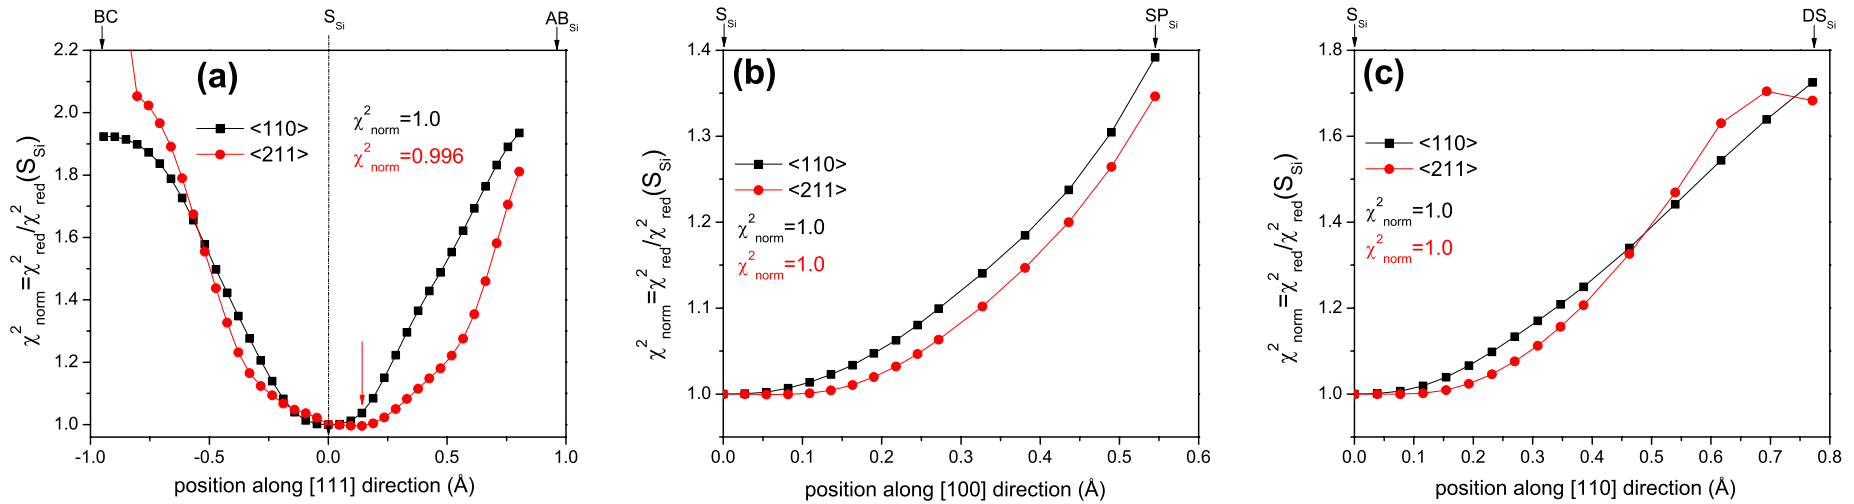 BC S_Si AB_Si
(a)
<110>
<211>
χ²_norm=1.0
χ²_norm=0.996
χ²_norm=χ²_red/χ²_red(S_Si)
2.2
2.0
1.8
1.6
1.4
1.2
1.0
-1.0 -0.5 0.0 0.5 1.0
position along [111] direction (Å)
S_Si SP_Si
(b)
<110>
<211>
χ²_norm=1.0
χ²_norm=1.0
χ²_norm=χ²_red/χ²_red(S_Si)
1.4
1.3
1.2
1.1
1.0
0.0 0.1 0.2 0.3 0.4 0.5 0.6
position along [100] direction (Å)
S_Si DS_Si
(c)
<110>
<211>
χ²_norm=1.0
χ²_norm=1.0
χ²_norm=χ²_red/χ²_red(S_Si)
1.8
1.6
1.4
1.2
1.0
0.0 0.1 0.2 0.3 0.4 0.5 0.6 0.7 0.8
position along [110] direction (Å)